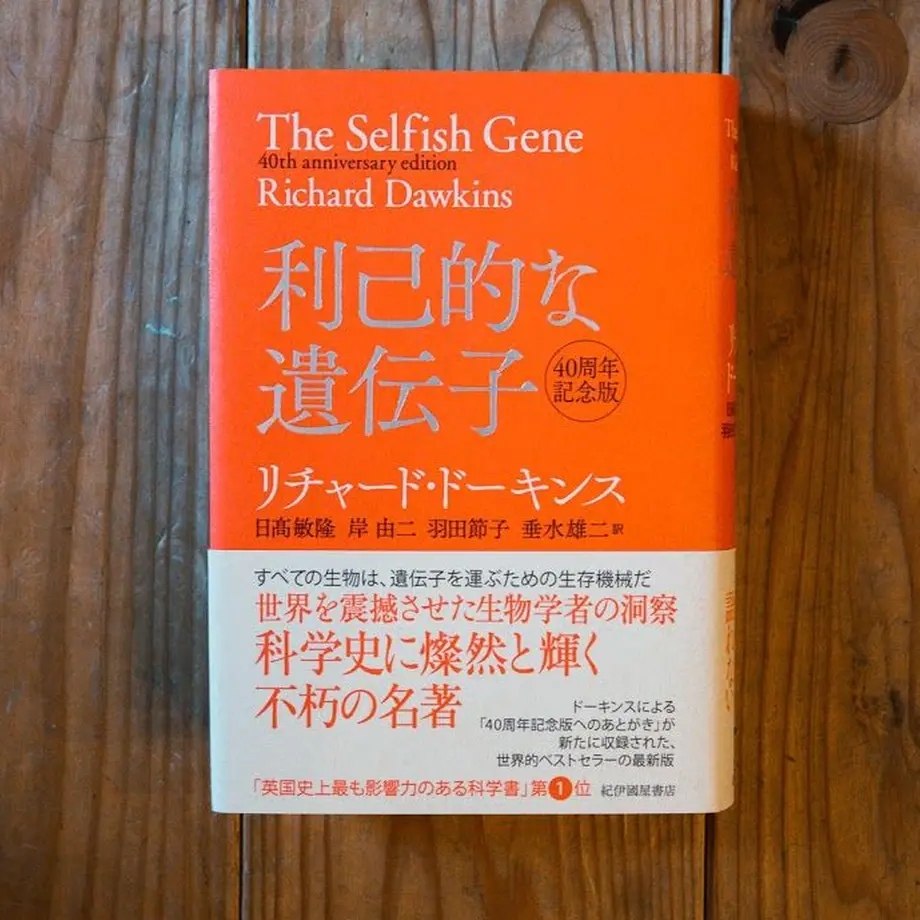 The Selfish Gene
40th anniversary edition
Richard Dawkins
利己的な
遺伝子
40周年
記念版
リチャード・ドーキンス
日髙敏隆 岸 由二 羽田節子 垂水雄二 訳
すべての生物は、遺伝子を運ぶための生存機械だ
世界を震撼させた生物学者の洞察
科学史に燦然と輝く
不朽の名著
ドーキンスによる
「40周年記念版へのあとがき」が
新たに収録された、
世界的ベストセラーの最新版
「英国史上最も影響力のある科学書」第1位 紀伊國屋書店